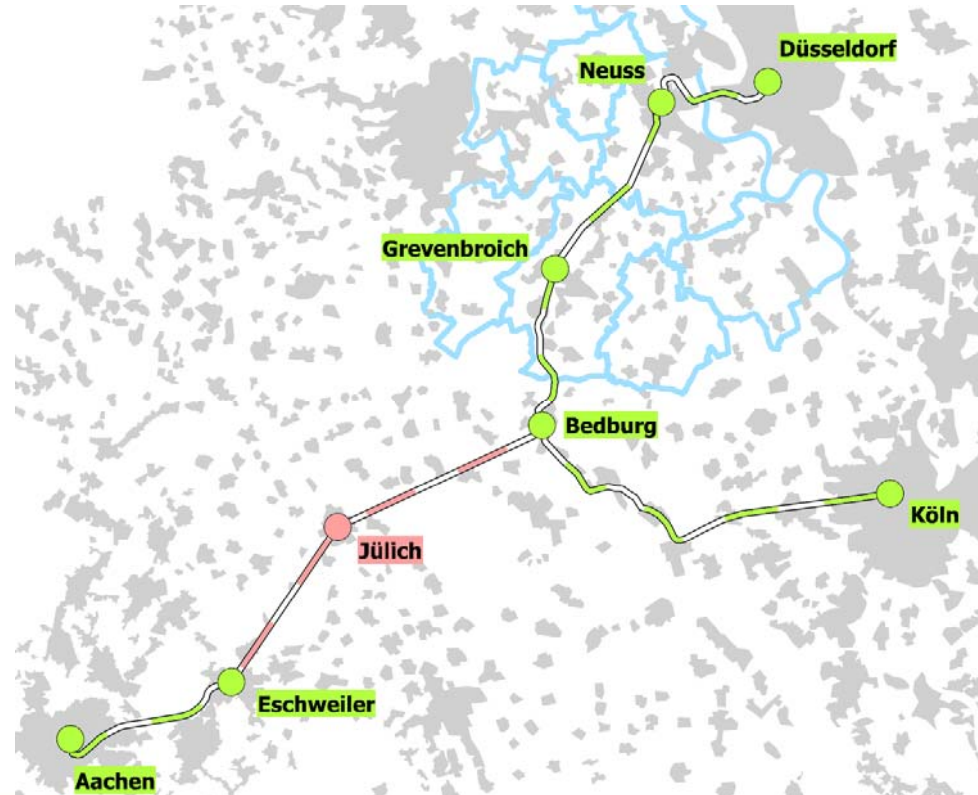 Düsseldorf
Neuss
Grevenbroich
Bedburg
Köln
Jülich
Eschweiler
Aachen